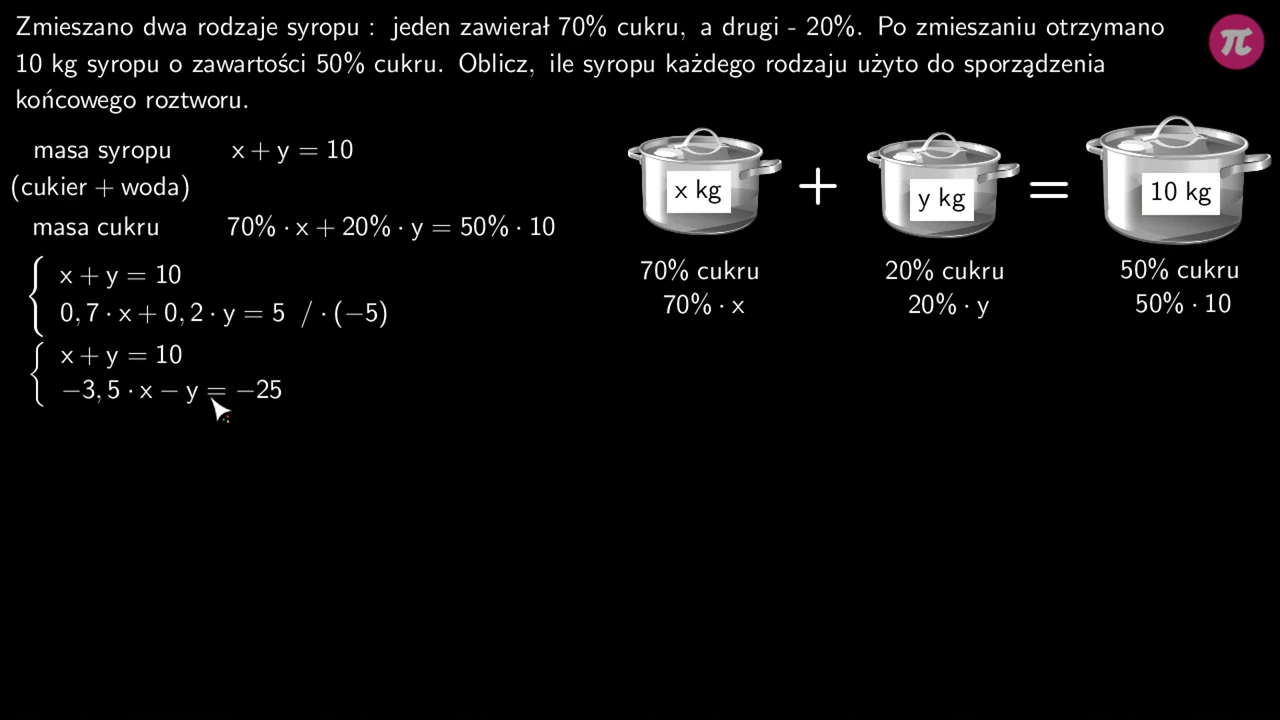 Zmieszano dwa rodzaje syropu : jeden zawierał 70% cukru, a drugi - 20%. Po zmieszaniu otrzymano
10 kg syropu o zawartości 50% cukru. Oblicz, ile syropu każdego rodzaju użyto do sporządzenia
końcowego roztworu.
π
masa syropu x + y = 10
(cukier + woda)
masa cukru 70% · x + 20% · y = 50% · 10
x + y = 10
0, 7 · x + 0, 2 · y = 5 / · (−5)
x + y = 10
−3, 5 · x − y = −25
x kg + y kg = 10 kg
70% cukru 20% cukru 50% cukru
70% · x 20% · y 50% · 10